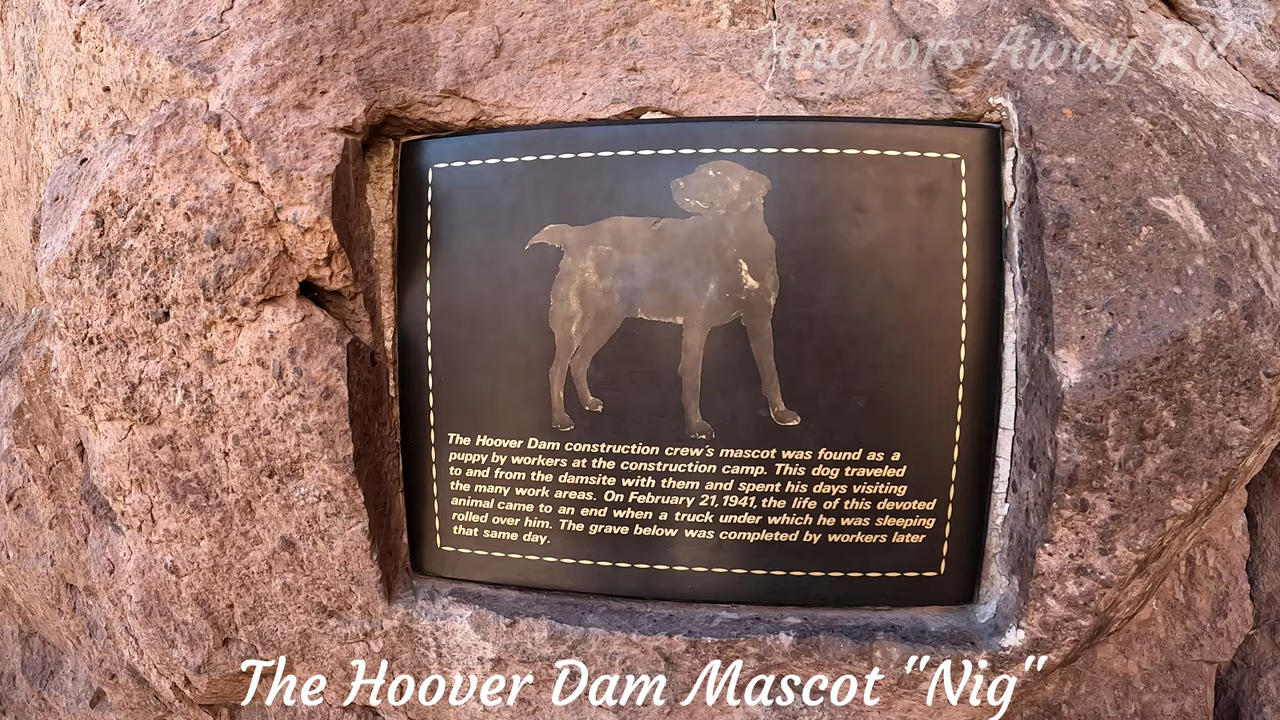 Anchors Away RV
The Hoover Dam construction crew's mascot was found as a
puppy by workers at the construction camp. This dog traveled
to and from the damsite with them and spent his days visiting
the many work areas. On February 21, 1941, the life of this devoted
animal came to an end when a truck under which he was sleeping
rolled over him. The grave below was completed by workers later
that same day.
The Hoover Dam Mascot "Nig"